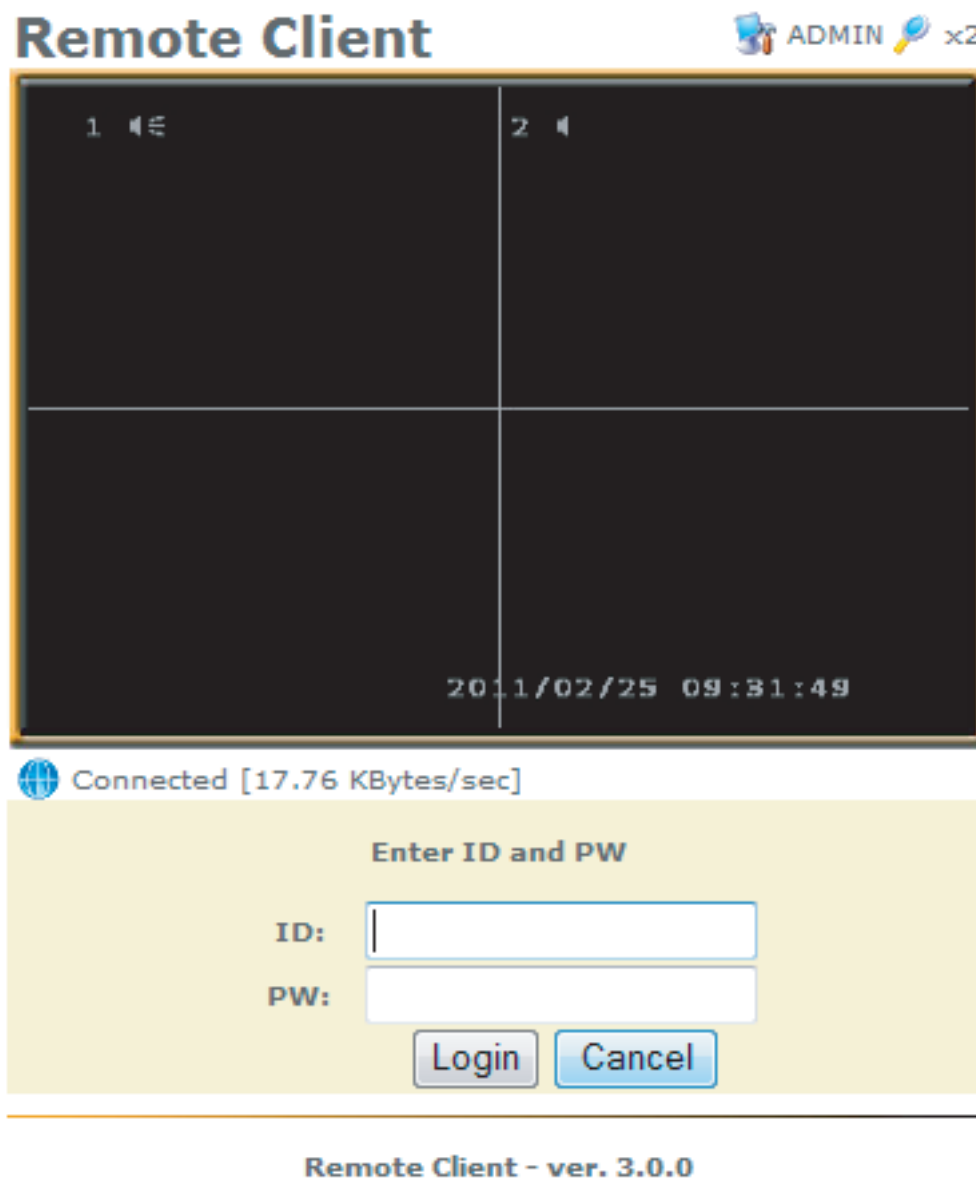 Remote Client
ADMIN x2
1 2
2011/02/25 09:31:49
Connected [17.76 KBytes/sec]
Enter ID and PW
ID:
PW:
Login Cancel
Remote Client - ver. 3.0.0